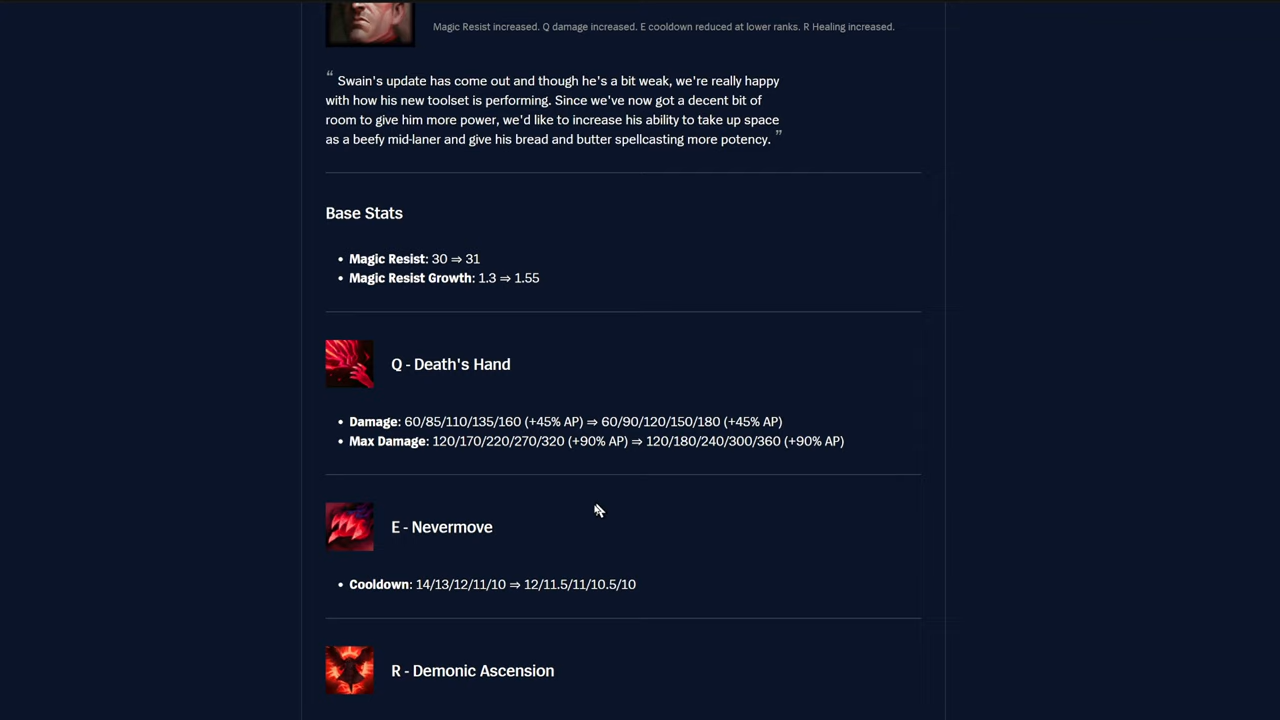 Magic Resist increased. Q damage increased. E cooldown reduced at lower ranks. R Healing increased.
“ Swain's update has come out and though he's a bit weak, we're really happy
with how his new toolset is performing. Since we've now got a decent bit of
room to give him more power, we'd like to increase his ability to take up space
as a beefy mid-laner and give his bread and butter spellcasting more potency. ”
Base Stats
• Magic Resist: 30 ⇒ 31
• Magic Resist Growth: 1.3 ⇒ 1.55
Q - Death's Hand
• Damage: 60/85/110/135/160 (+45% AP) ⇒ 60/90/120/150/180 (+45% AP)
• Max Damage: 120/170/220/270/320 (+90% AP) ⇒ 120/180/240/300/360 (+90% AP)
E - Nevermove
• Cooldown: 14/13/12/11/10 ⇒ 12/11.5/11/10.5/10
R - Demonic Ascension